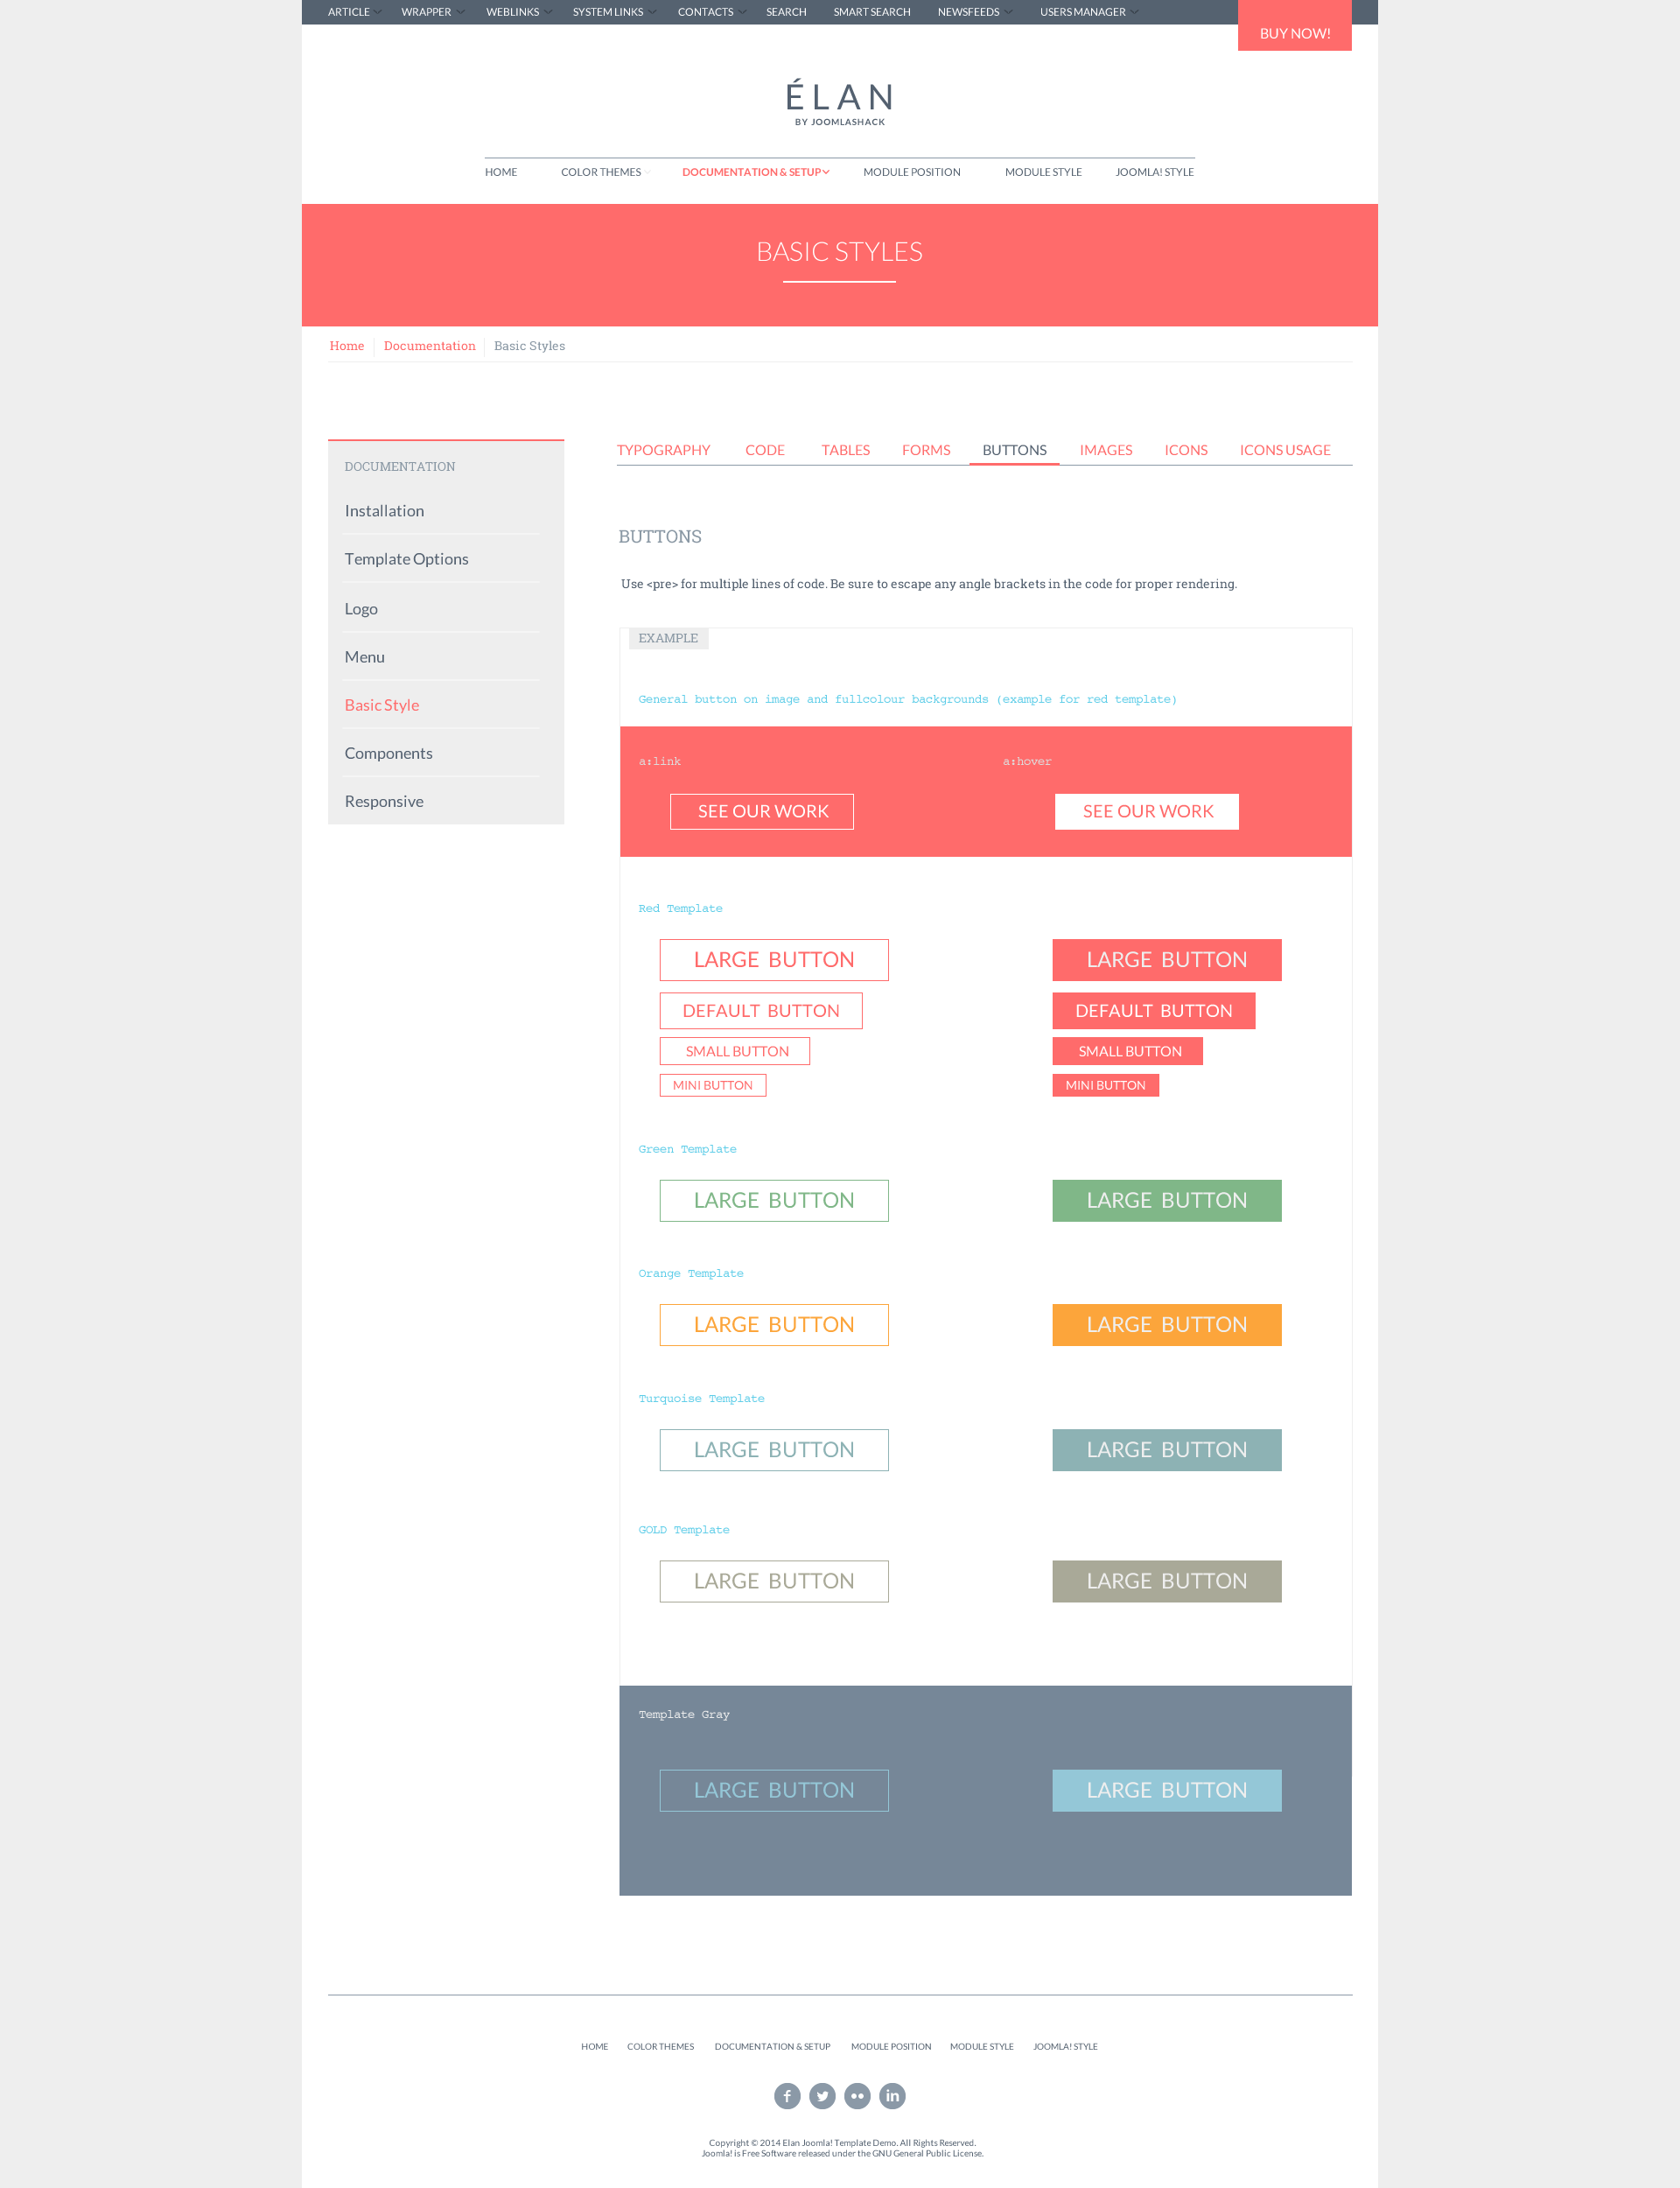 ARTICLE WRAPPER WEBLINKS SYSTEM LINKS CONTACTS SEARCH SMART SEARCH NEWSFEEDS USERS MANAGER
BUY NOW!
ÉLAN
BY JOOMLASHACK
HOME COLOR THEMES DOCUMENTATION & SETUP MODULE POSITION MODULE STYLE JOOMLA! STYLE
BASIC STYLES
Home Documentation Basic Styles
DOCUMENTATION
Installation
Template Options
Logo
Menu
Basic Style
Components
Responsive
TYPOGRAPHY CODE TABLES FORMS BUTTONS IMAGES ICONS ICONS USAGE
BUTTONS
Use <pre> for multiple lines of code. Be sure to escape any angle brackets in the code for proper rendering.
EXAMPLE
General button on image and fullcolour backgrounds (example for red template)
a:link a:hover
SEE OUR WORK SEE OUR WORK
Red Template
LARGE BUTTON LARGE BUTTON
DEFAULT BUTTON DEFAULT BUTTON
SMALL BUTTON SMALL BUTTON
MINI BUTTON MINI BUTTON
Green Template
LARGE BUTTON LARGE BUTTON
Orange Template
LARGE BUTTON LARGE BUTTON
Turquoise Template
LARGE BUTTON LARGE BUTTON
GOLD Template
LARGE BUTTON LARGE BUTTON
Template Gray
LARGE BUTTON LARGE BUTTON
HOME COLOR THEMES DOCUMENTATION & SETUP MODULE POSITION MODULE STYLE JOOMLA! STYLE
Copyright © 2014 Elan Joomla! Template Demo. All Rights Reserved.
Joomla! is Free Software released under the GNU General Public License.